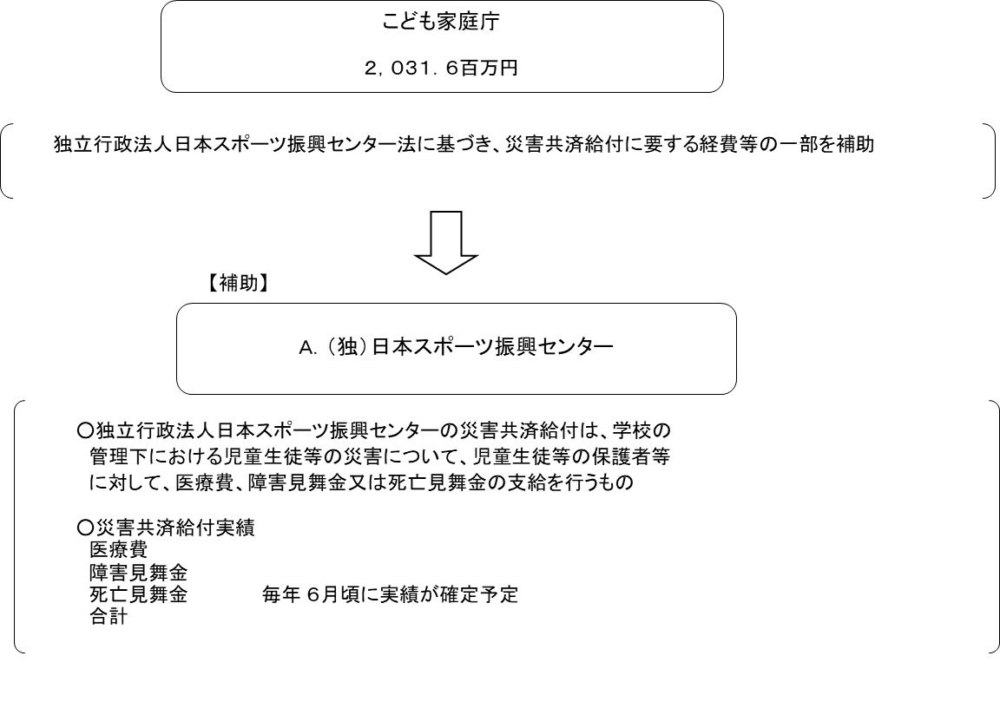 こども家庭庁
２，０３１．６百万円
独立行政法人日本スポーツ振興センター法に基づき、災害共済給付に要する経費等の一部を補助
【補助】
A．（独）日本スポーツ振興センター
〇独立行政法人日本スポーツ振興センターの災害共済給付は、学校の
管理下における児童生徒等の災害について、児童生徒等の保護者等
に対して、医療費、障害見舞金又は死亡見舞金の支給を行うもの
〇災害共済給付実績
医療費
障害見舞金
死亡見舞金　　　　毎年６月頃に実績が確定予定
合計